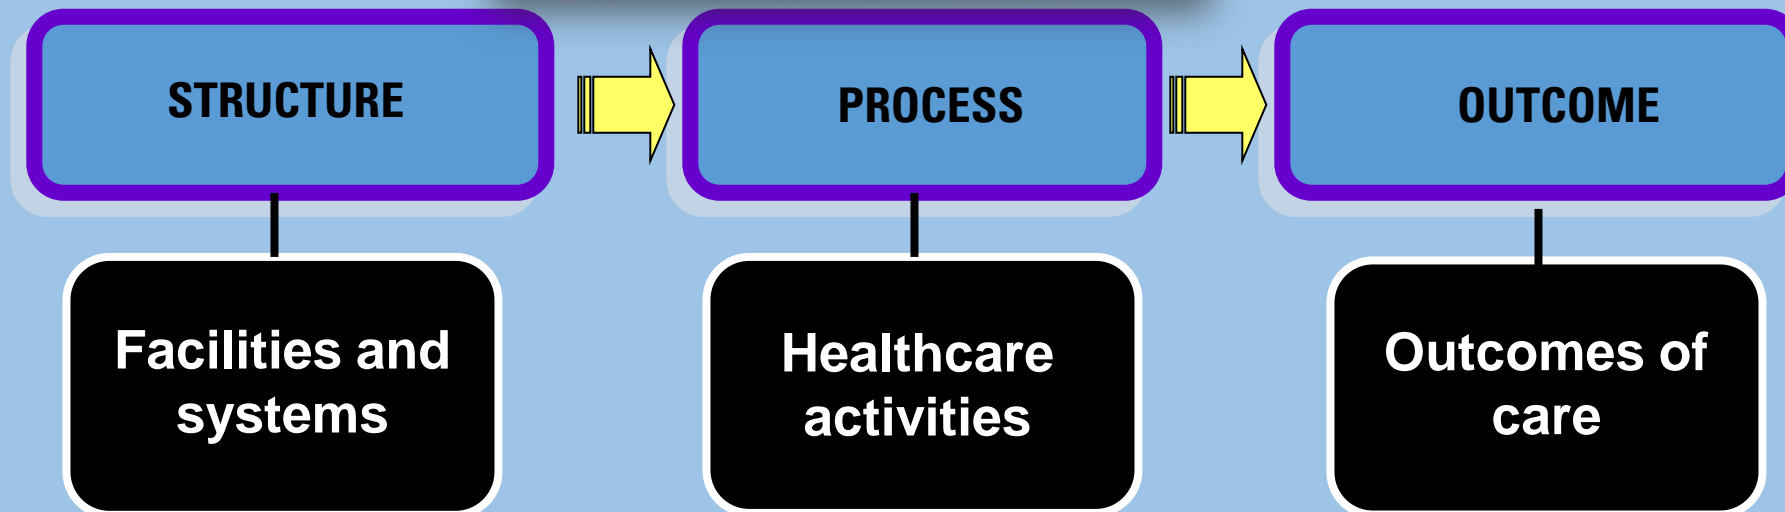 STRUCTURE
PROCESS
OUTCOME
Facilities and
systems
Healthcare
activities
Outcomes of
care